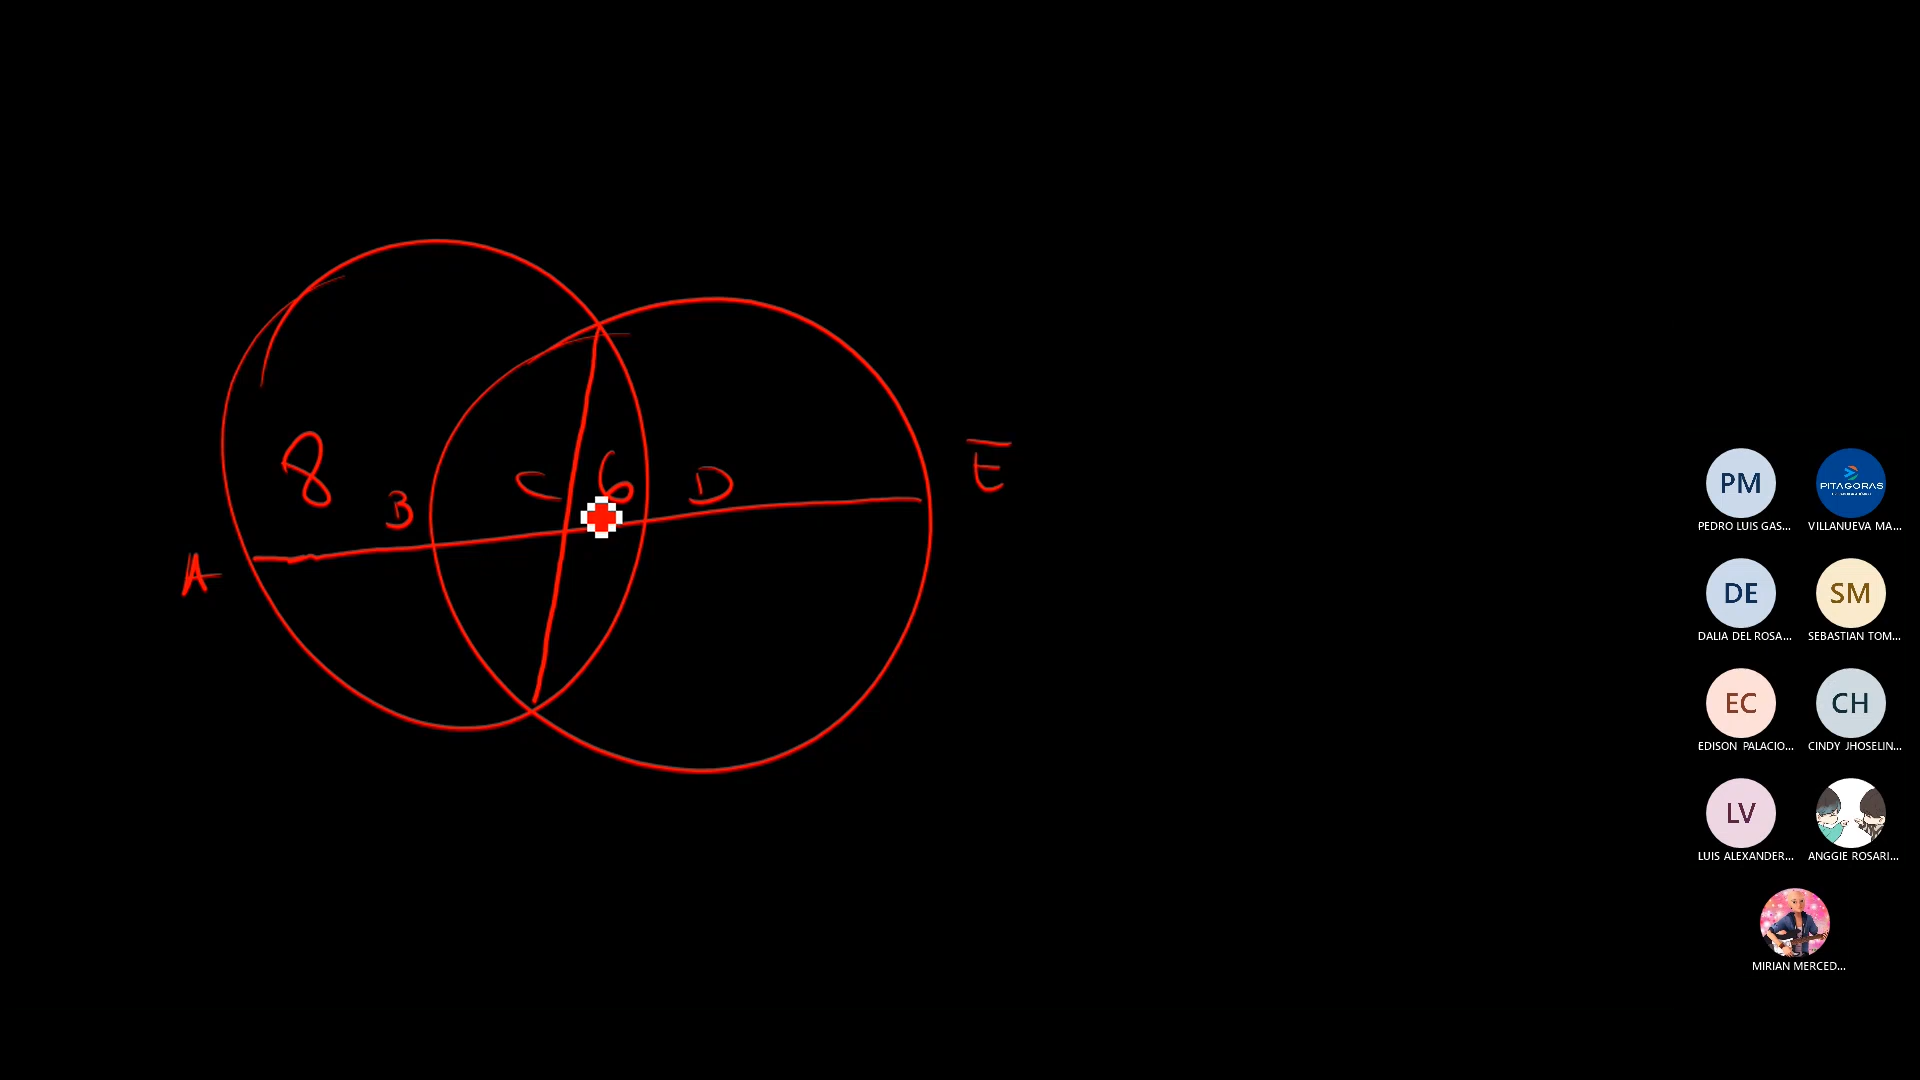 8
B
C
6
D
E
A
PM
PITAGORAS
PEDRO LUIS GAS...
VILLANUEVA MA...
DE
SM
DALIA DEL ROSA...
SEBASTIAN TOM...
EC
CH
EDISON PALACIO...
CINDY JHOSELIN...
LV
LUIS ALEXANDER...
ANGGIE ROSARI...
MIRIAN MERCED...